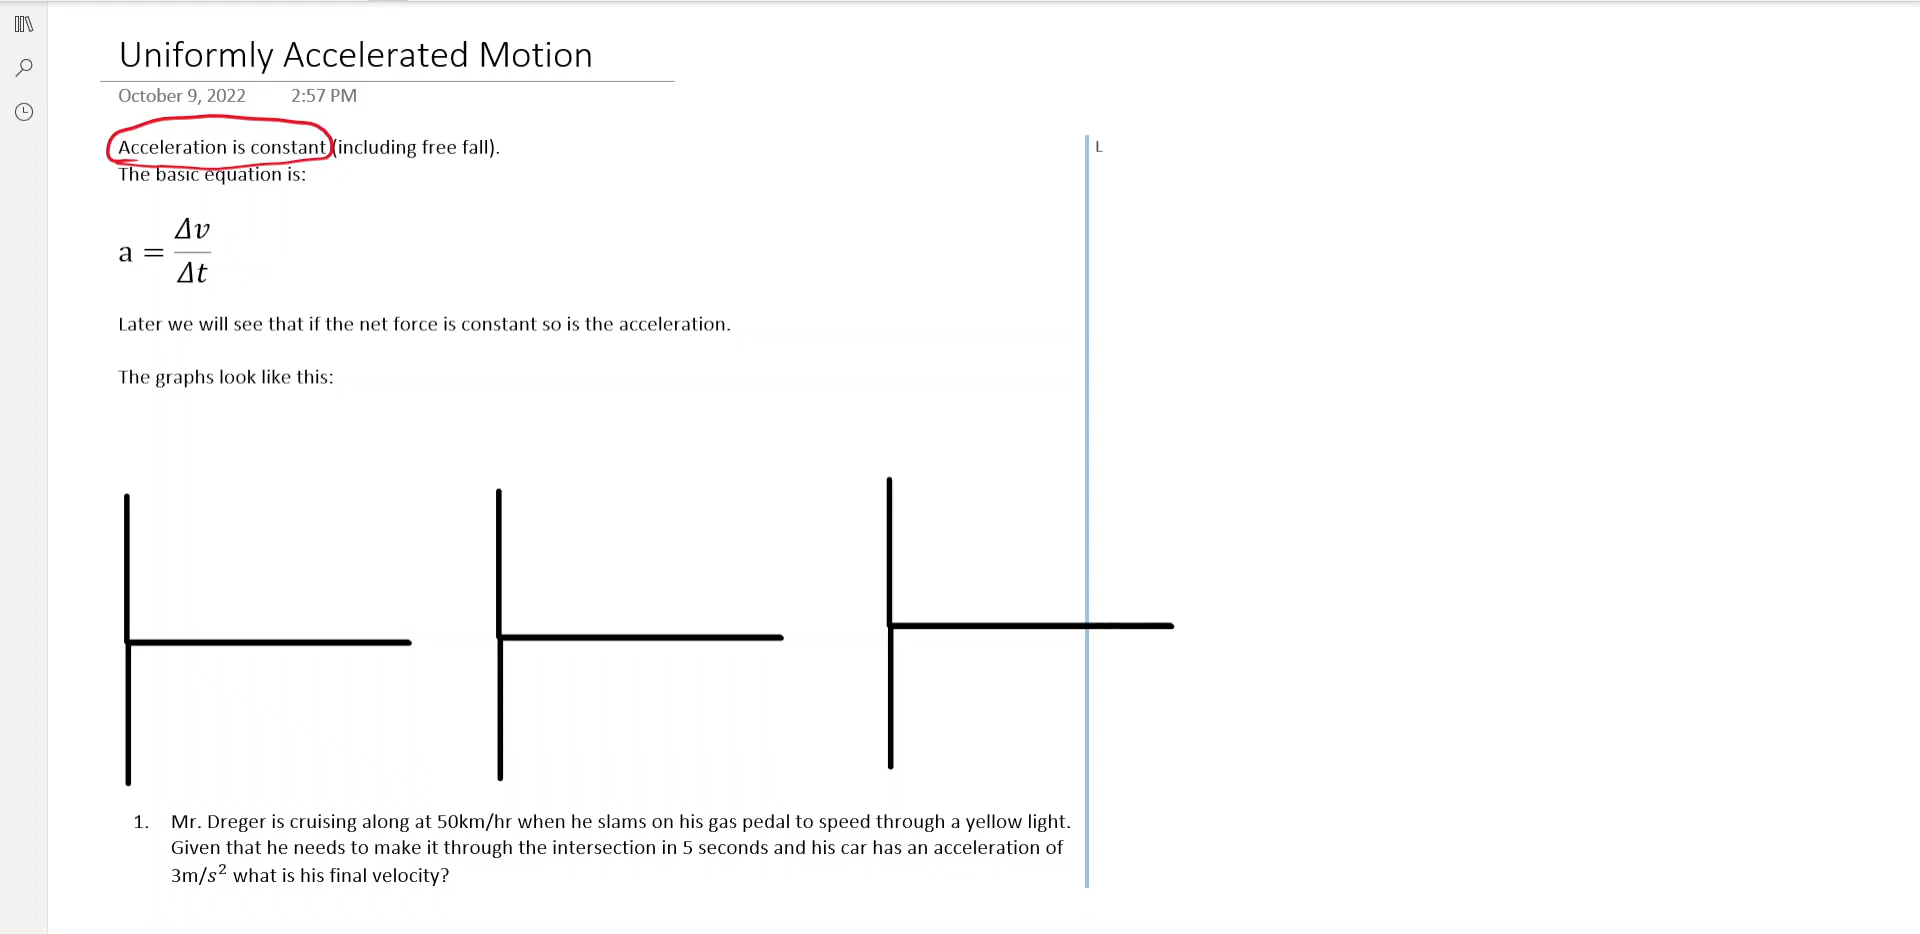 Uniformly Accelerated Motion
October 9, 2022 2:57 PM
Acceleration is constant (including free fall).
L
The basic equation is:
a = Δv/Δt
Later we will see that if the net force is constant so is the acceleration.
The graphs look like this:
1. Mr. Dreger is cruising along at 50km/hr when he slams on his gas pedal to speed through a yellow light.
Given that he needs to make it through the intersection in 5 seconds and his car has an acceleration of
3m/s² what is his final velocity?